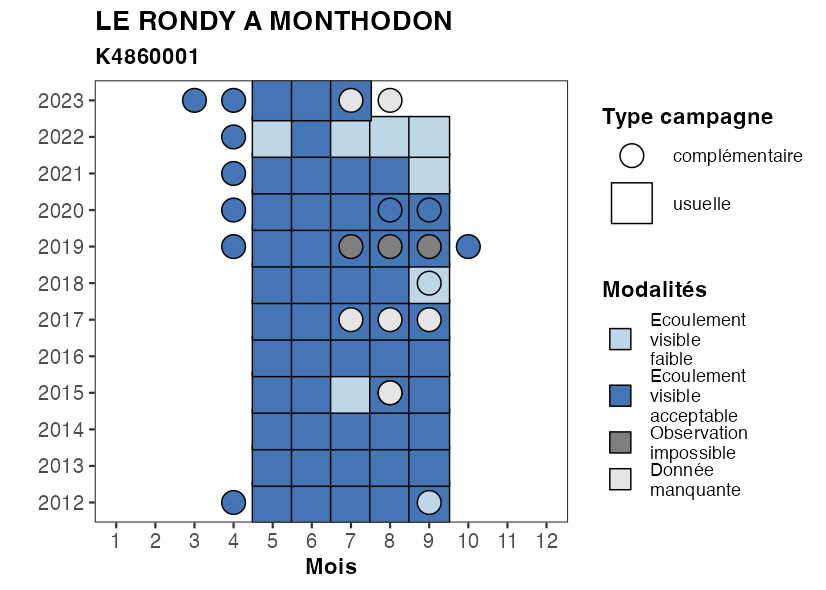 LE RONDY A MONTHODON
K4860001
2023
2022
2021
2020
2019
2018
2017
2016
2015
2014
2013
2012
1 2 3 4 5 6 7 8 9 10 11 12
Mois
Type campagne
complémentaire
usuelle
Modalités
Ecoulement
visible
faible
Ecoulement
visible
acceptable
Observation
impossible
Donnée
manquante